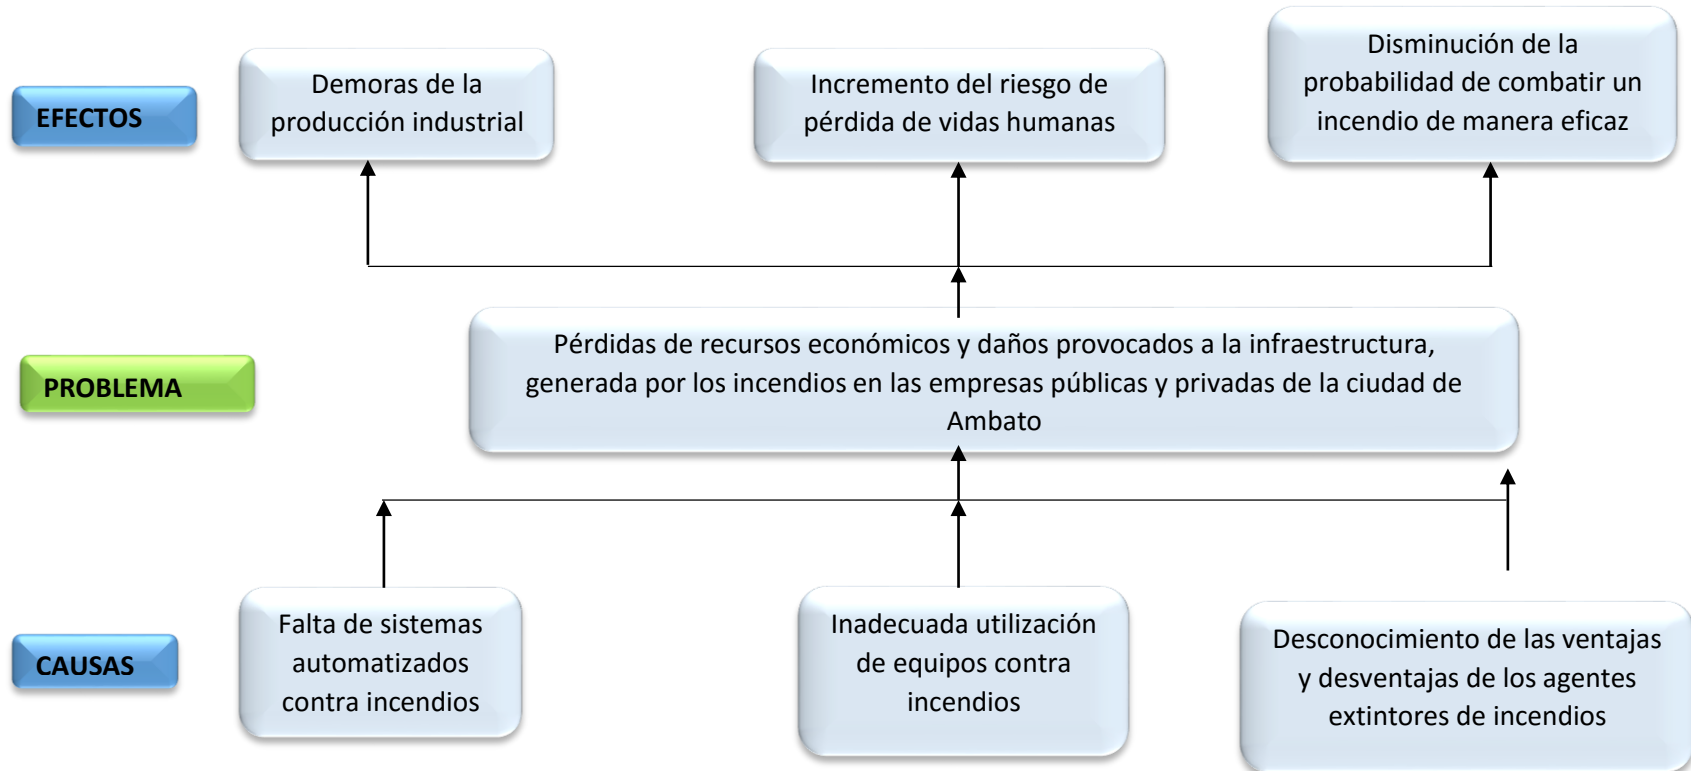 EFECTOS
Demoras de la
producción industrial
Incremento del riesgo de
pérdida de vidas humanas
Disminución de la
probabilidad de combatir un
incendio de manera eficaz
PROBLEMA
Pérdidas de recursos económicos y daños provocados a la infraestructura,
generada por los incendios en las empresas públicas y privadas de la ciudad de
Ambato
CAUSAS
Falta de sistemas
automatizados
contra incendios
Inadecuada utilización
de equipos contra
incendios
Desconocimiento de las ventajas
y desventajas de los agentes
extintores de incendios